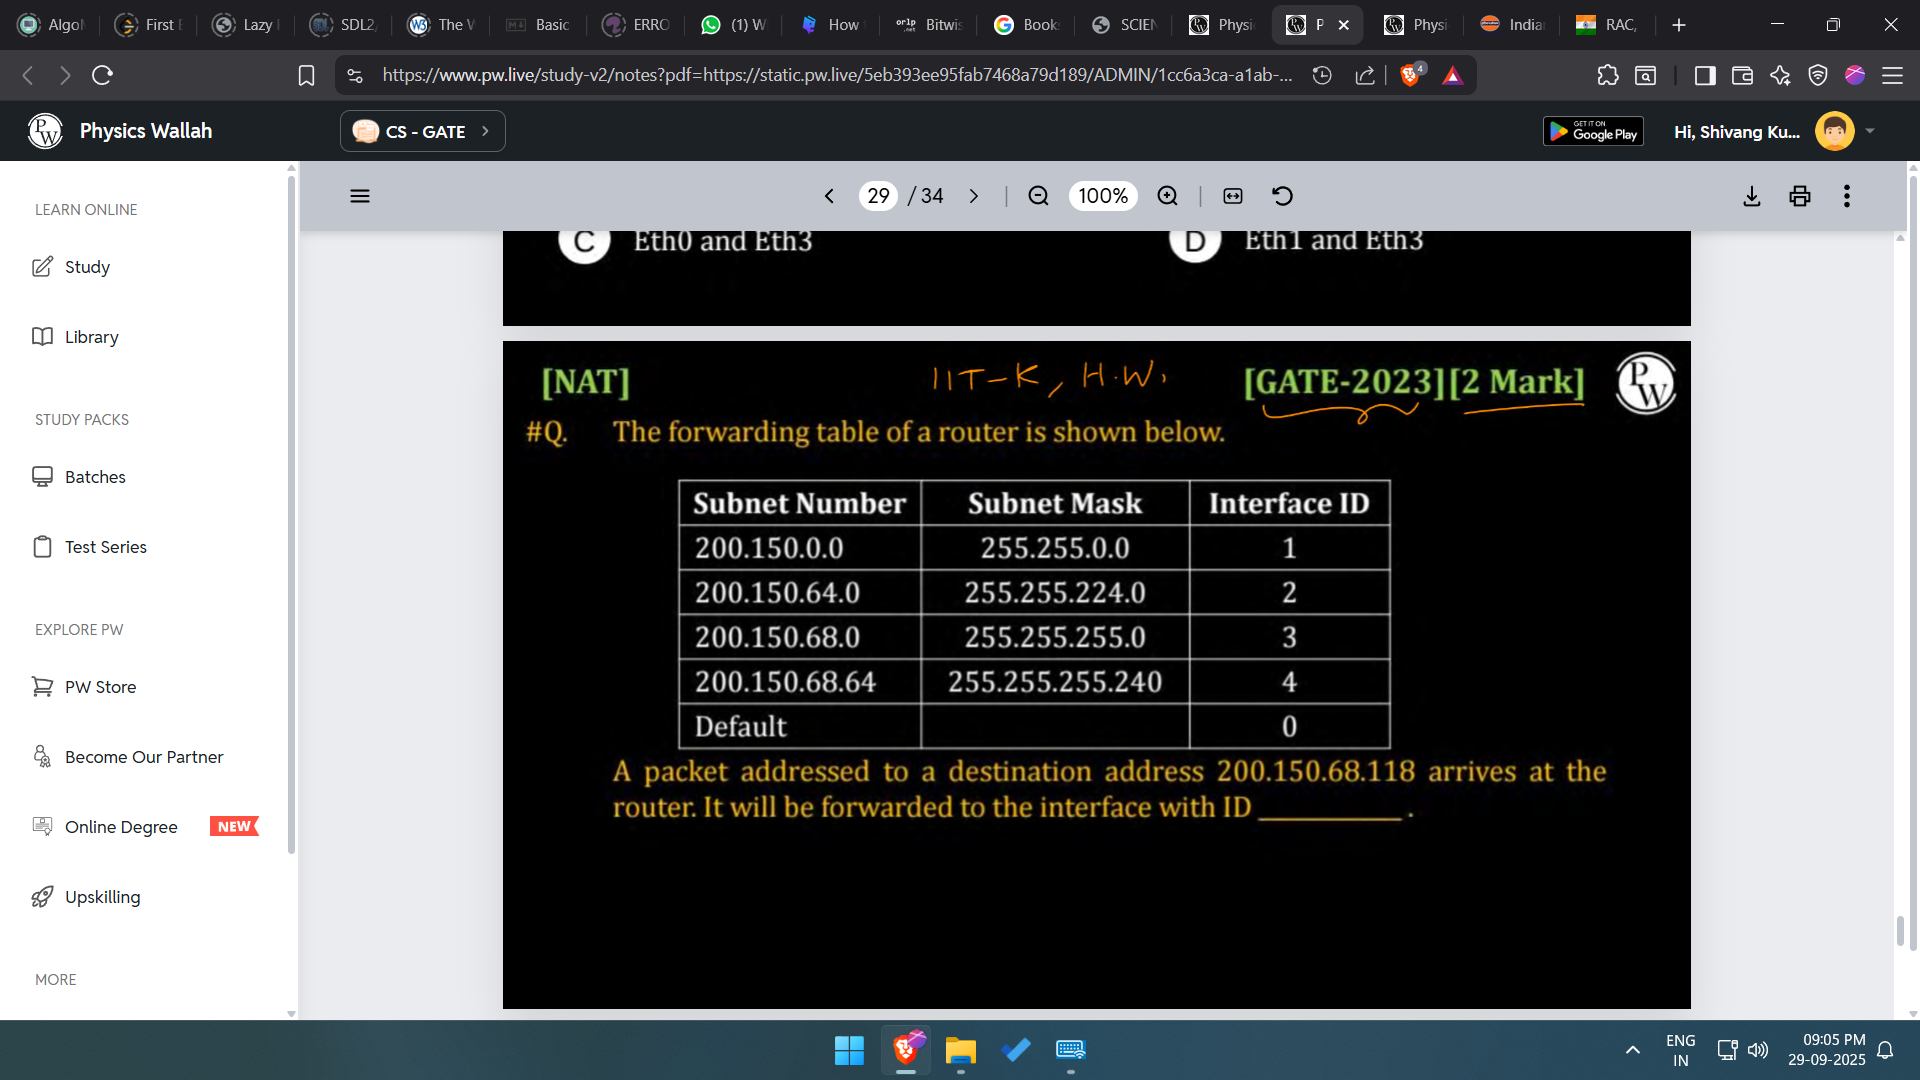 AlgoM
First E
Lazy
SDL2
The W
Basic
ERRO
(1) W
How
Bitwis
Book
SCIEN
Physi
P
Physi
Indian
RAC,
https://www.pw.live/study-v2/notes?pdf=https://static.pw.live/5eb393ee95fab7468a79d189/ADMIN/1cc6a3ca-a1ab-...
4
PW
Physics Wallah
CS - GATE
GET IT ON
Google Play
Hi, Shivang Ku...
LEARN ONLINE
Study
Library
STUDY PACKS
Batches
Test Series
EXPLORE PW
PW Store
Become Our Partner
Online Degree NEW
Upskilling
MORE
29 / 34
100%
C Eth0 and Eth3 D Eth1 and Eth3
[NAT] IIT-K, H.W. [GATE-2023][2 Mark] PW
#Q. The forwarding table of a router is shown below.
Subnet Number Subnet Mask Interface ID
200.150.0.0 255.255.0.0 1
200.150.64.0 255.255.224.0 2
200.150.68.0 255.255.255.0 3
200.150.68.64 255.255.255.240 4
Default 0
A packet addressed to a destination address 200.150.68.118 arrives at the
router. It will be forwarded to the interface with ID __________.
ENG
IN
09:05 PM
29-09-2025